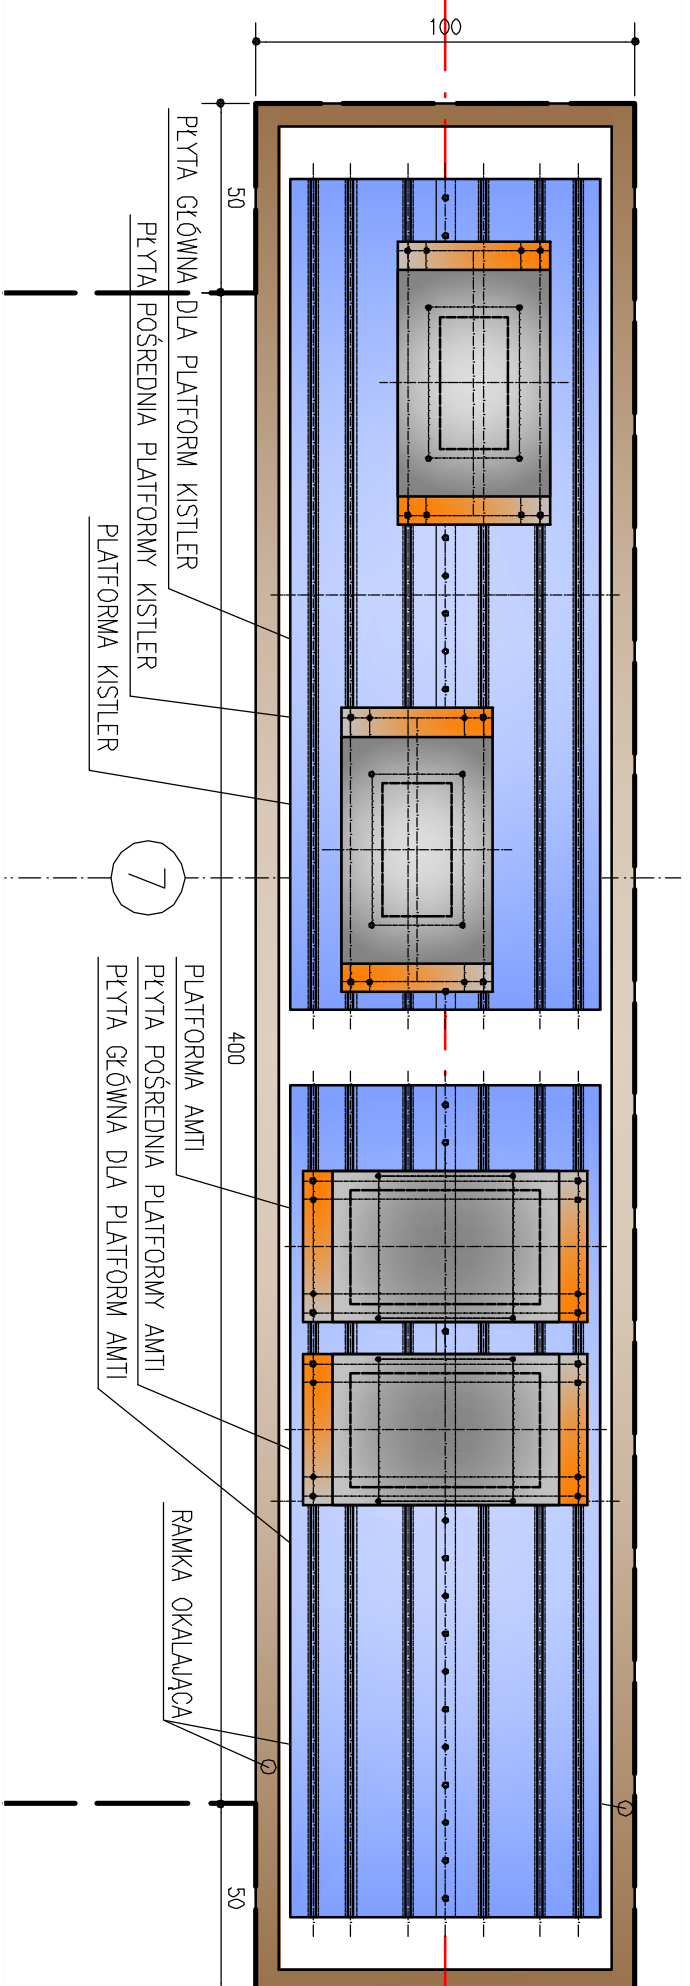 100
50
PŁYTA GŁÓWNA DLA PLATFORM KISTLER
PŁYTA POŚREDNIA PLATFORMY KISTLER
PLATFORMA KISTLER
7
400
PLATFORMA AMTI
PŁYTA POŚREDNIA PLATFORMY AMTI
PŁYTA GŁÓWNA DLA PLATFORM AMTI
RAMKA OKALAJĄCA
50